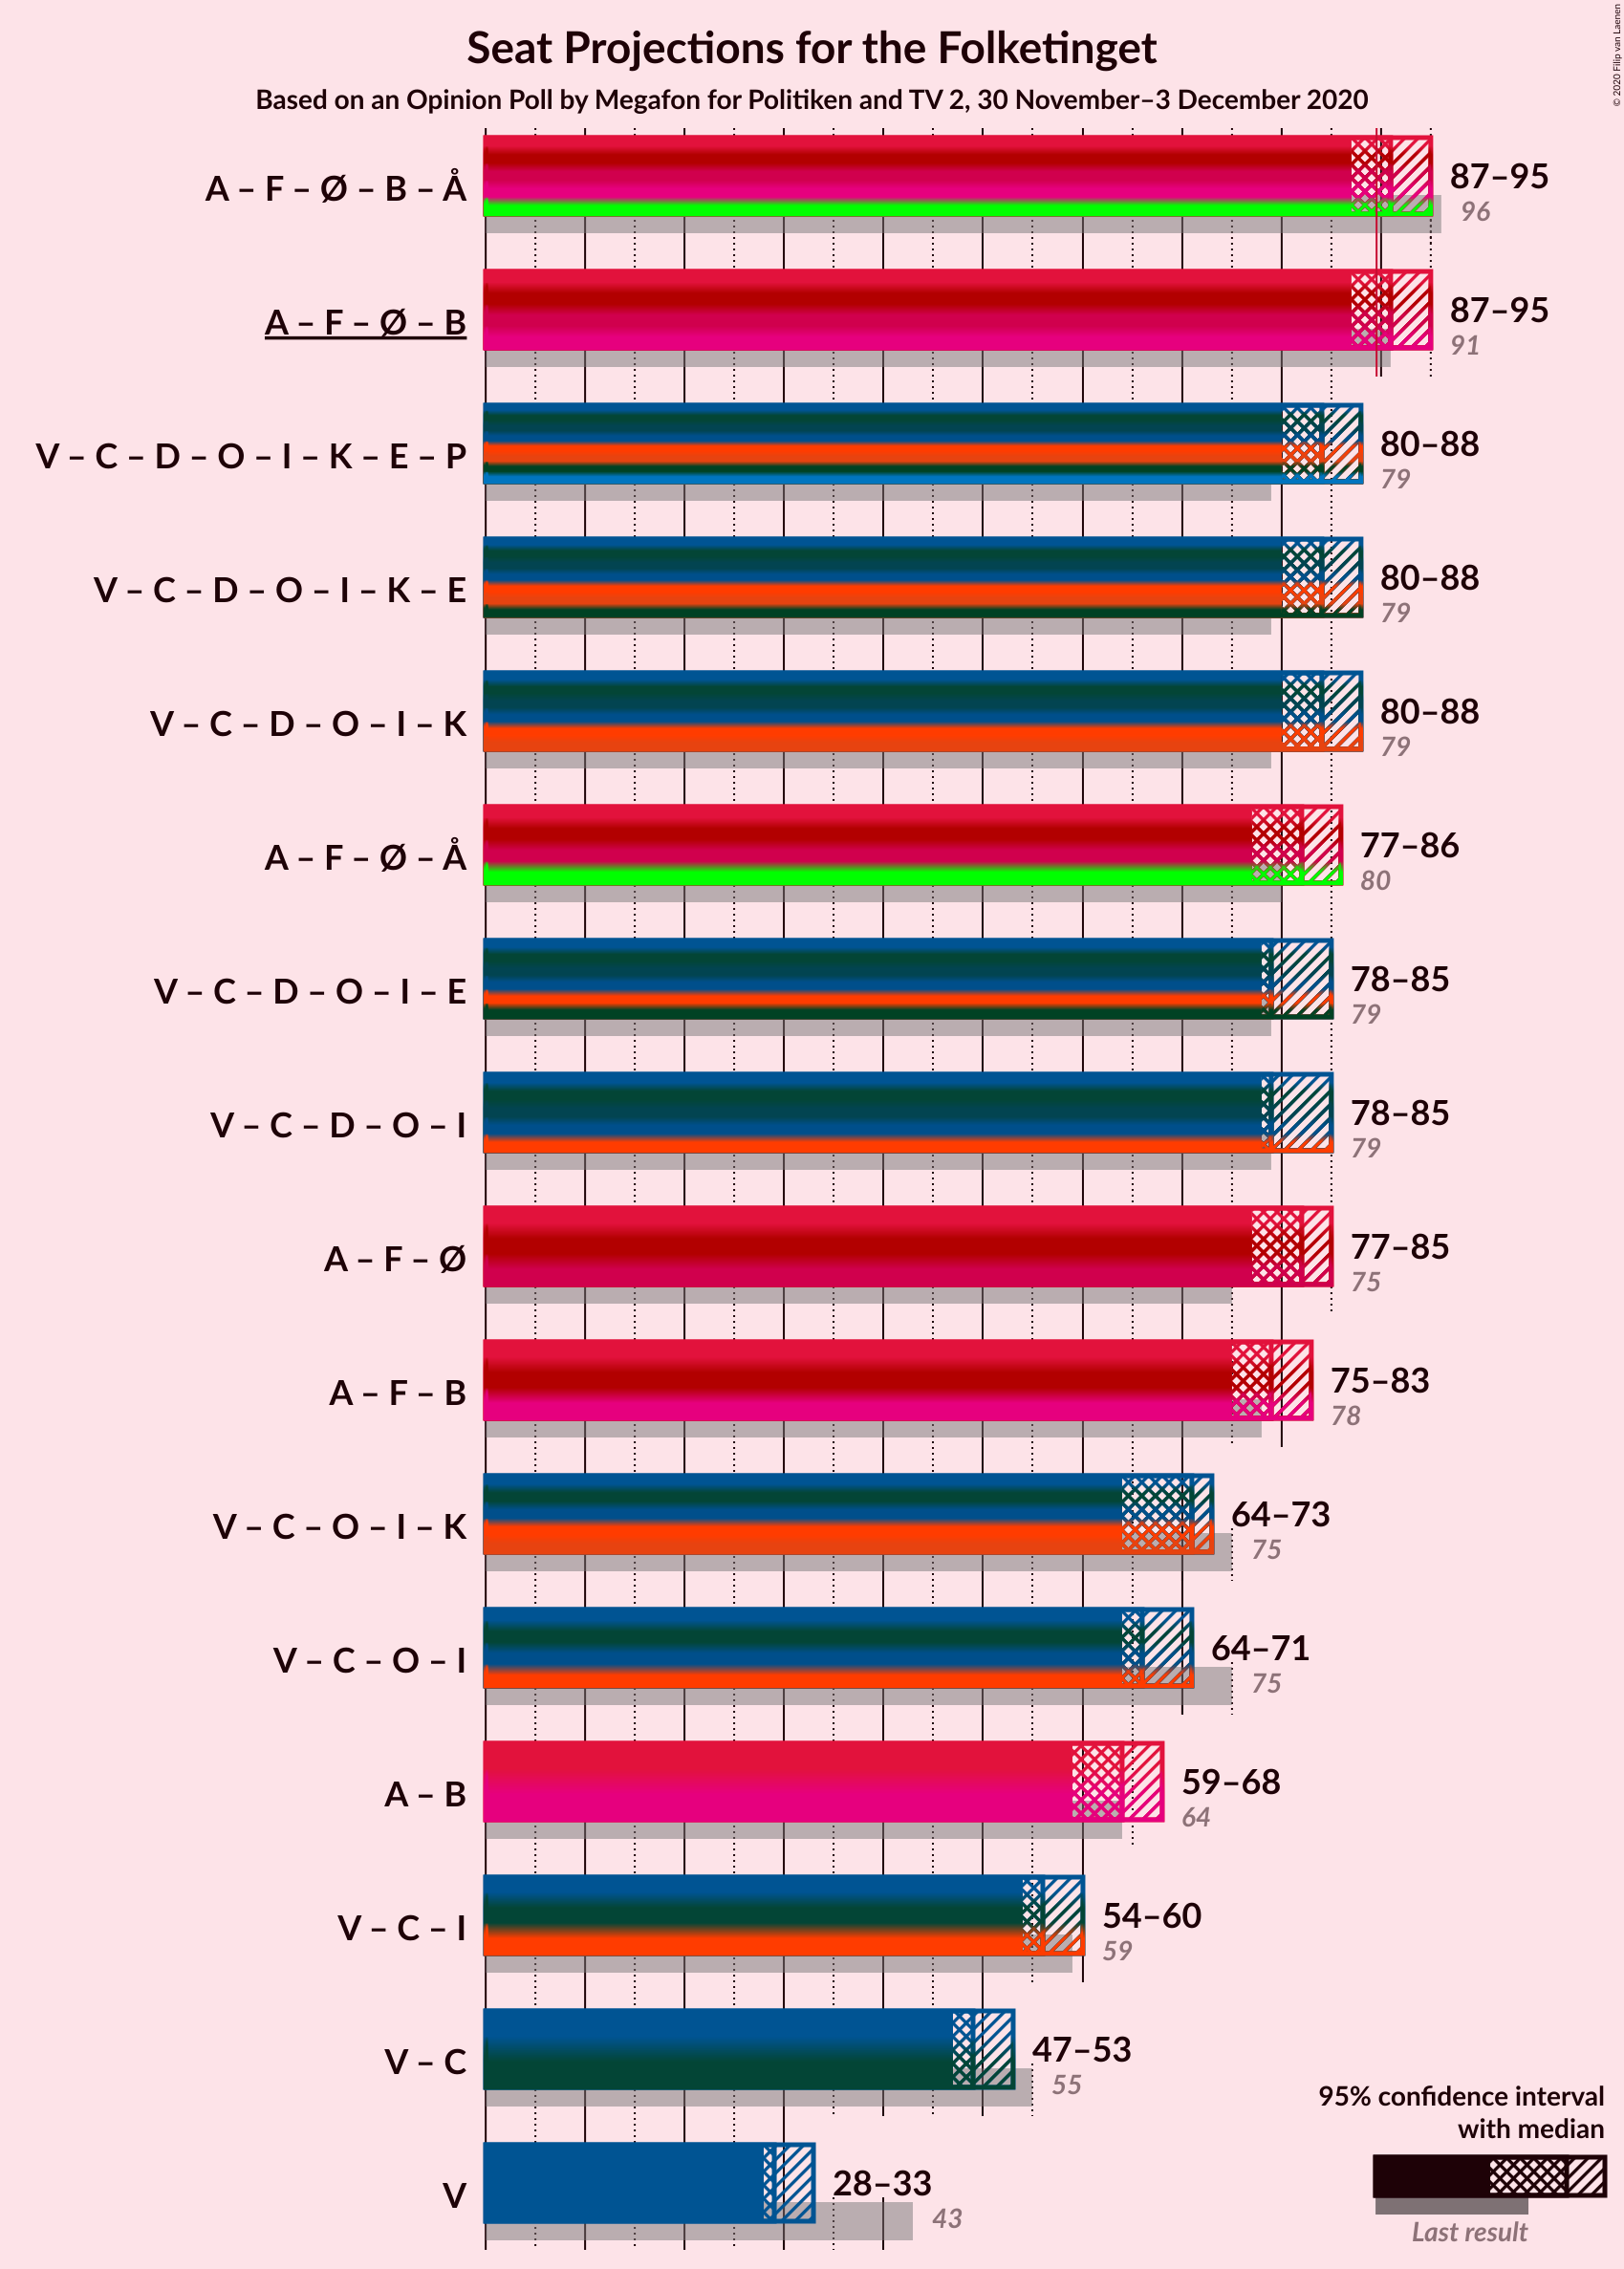 © 2020 Filip van Laenen
Seat Projections for the Folketinget
Based on an Opinion Poll by Megafon for Politiken and TV 2, 30 November–3 December 2020
A – F – Ø – B – Å
87–95
96
A – F – Ø – B
87–95
91
V – C – D – O – I – K – E – P
80–88
79
V – C – D – O – I – K – E
80–88
79
V – C – D – O – I – K
80–88
79
A – F – Ø – Å
77–86
80
V – C – D – O – I – E
78–85
79
V – C – D – O – I
78–85
79
A – F – Ø
77–85
75
A – F – B
75–83
78
V – C – O – I – K
64–73
75
V – C – O – I
64–71
75
A – B
59–68
64
V – C – I
54–60
59
V – C
47–53
55
V
28–33
43
95% confidence interval
with median
Last result